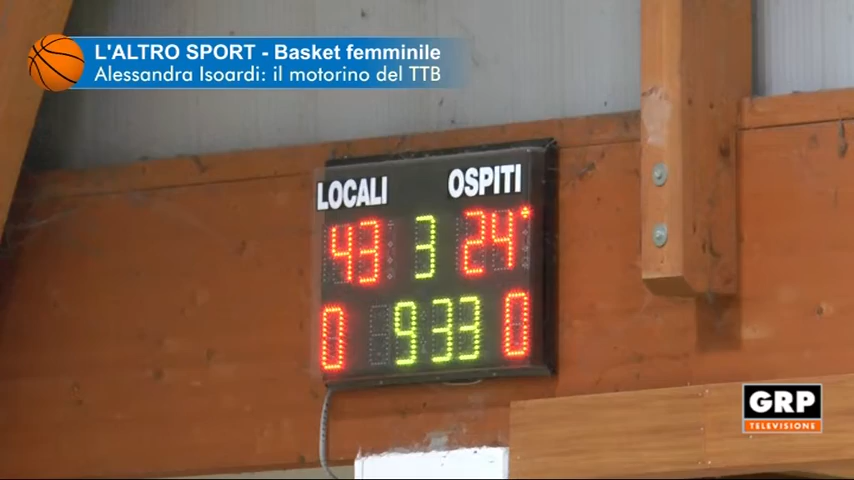 L'ALTRO SPORT - Basket femminile
Alessandra Isoardi: il motorino del TTB
LOCALI OSPITI
43 3 24
0 9:33 0
GRP
TELEVISIONE